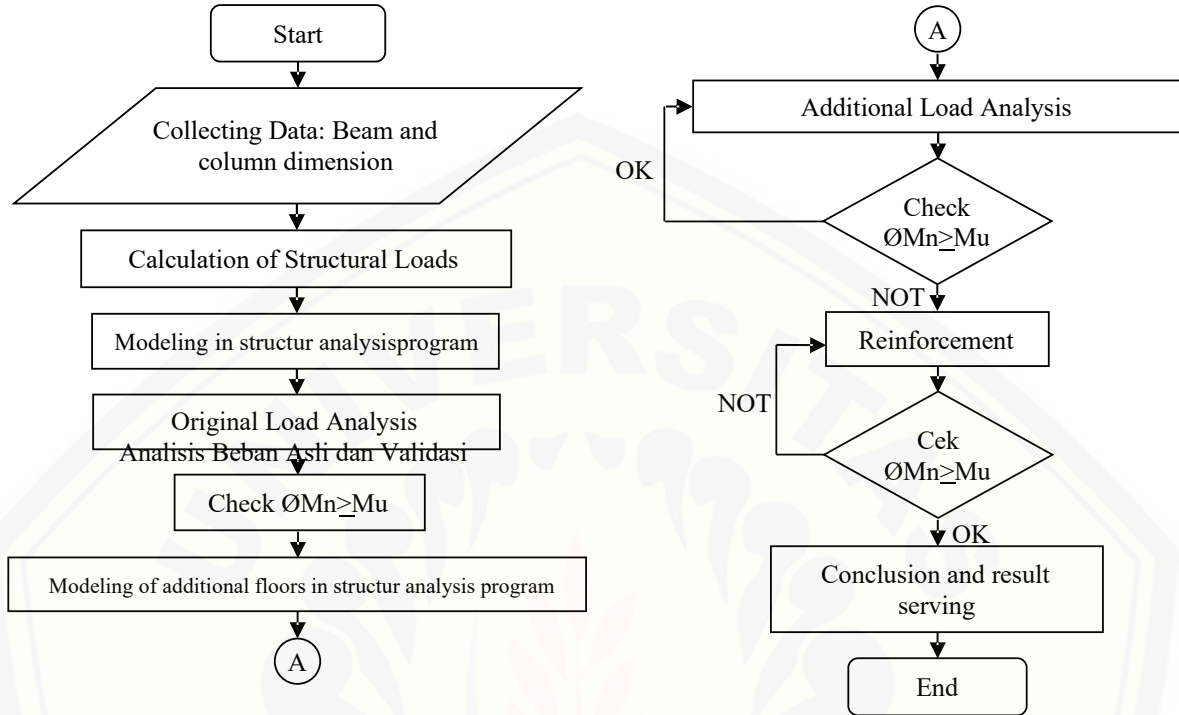 Start
Collecting Data: Beam and
column dimension
Calculation of Structural Loads
Modeling in structur analysisprogram
Original Load Analysis
Analisis Beban Asli dan Validasi
Check ØMn≥Mu
Modeling of additional floors in structur analysis program
A
A
Additional Load Analysis
OK
Check
ØMn≥Mu
NOT
Reinforcement
NOT
Cek
ØMn≥Mu
OK
Conclusion and result
serving
End
UNIVERSITAS